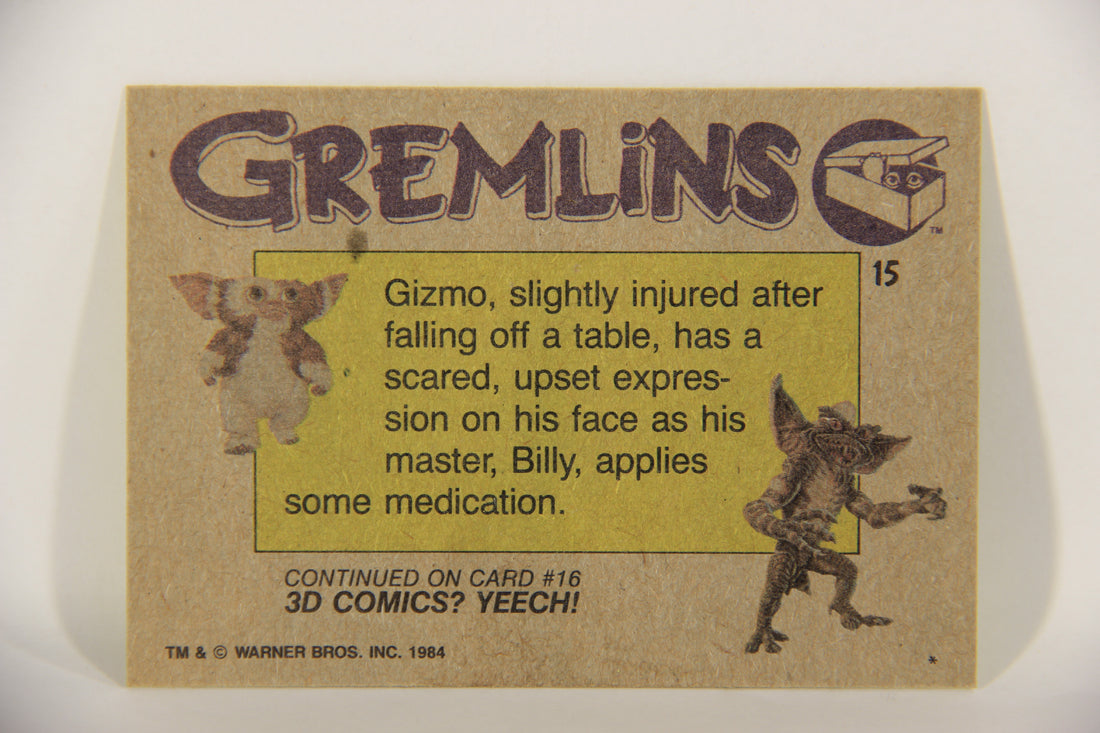 GREMLiNS
TM
15
Gizmo, slightly injured after
falling off a table, has a
scared, upset expres-
sion on his face as his
master, Billy, applies
some medication.
CONTINUED ON CARD #16
3D COMICS? YEECH!
TM & © WARNER BROS. INC. 1984
*